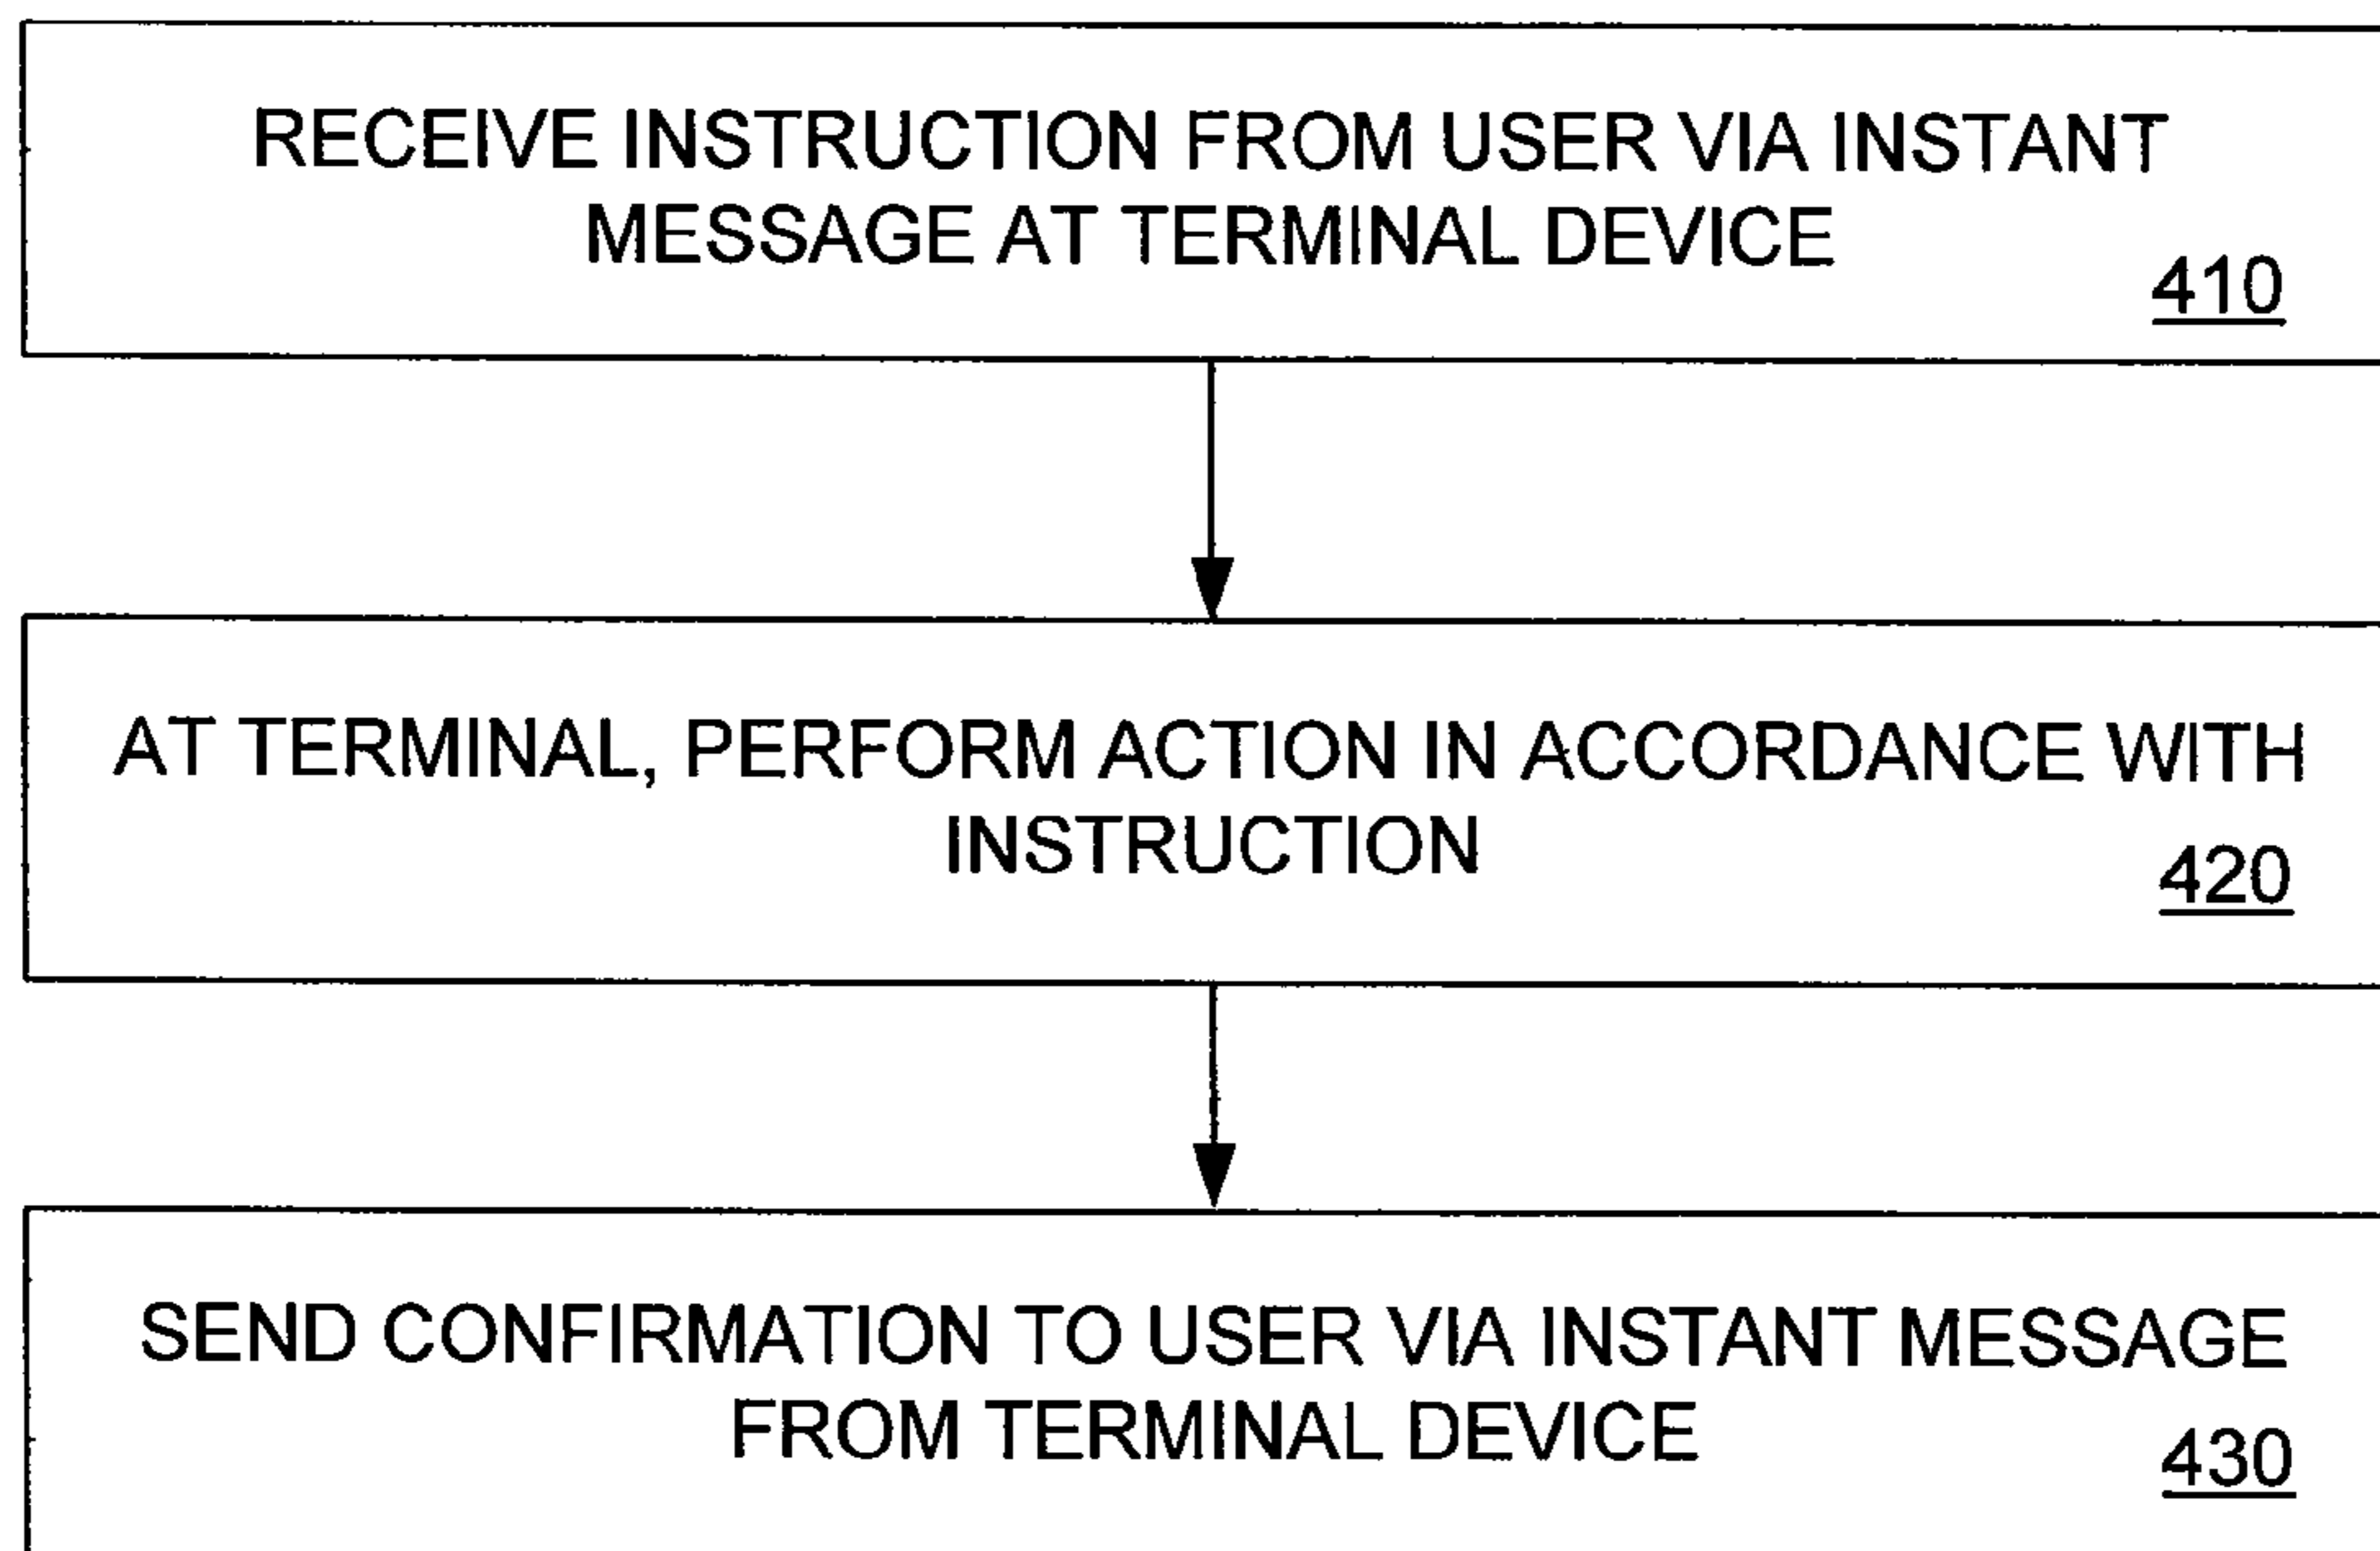 RECEIVE INSTRUCTION FROM USER VIA INSTANT
MESSAGE AT TERMINAL DEVICE
410
AT TERMINAL, PERFORM ACTION IN ACCORDANCE WITH
INSTRUCTION
420
SEND CONFIRMATION TO USER VIA INSTANT MESSAGE
FROM TERMINAL DEVICE
430